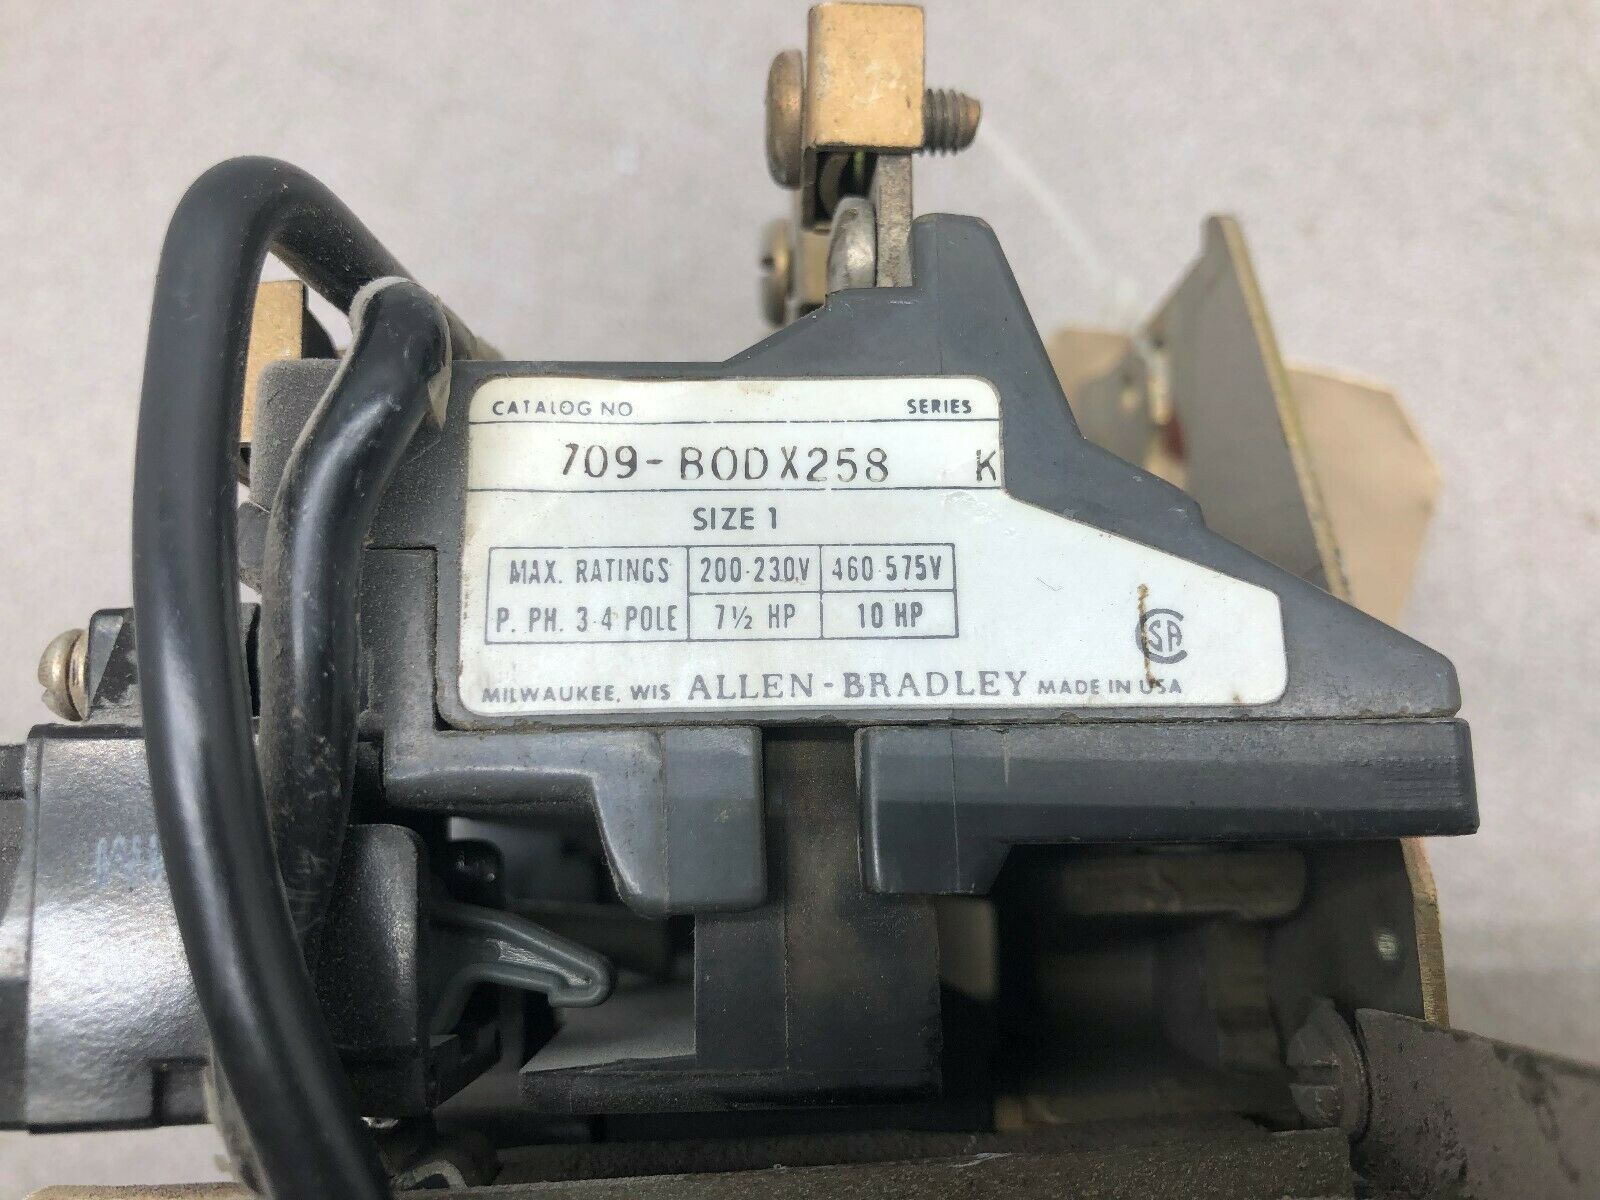 CATALOG NO SERIES
709-BODX258 K
SIZE 1
MAX. RATINGS 200-230V 460-575V
P. PH. 3-4 POLE 7½ HP 10 HP
MILWAUKEE, WIS ALLEN-BRADLEY MADE IN USA
SA